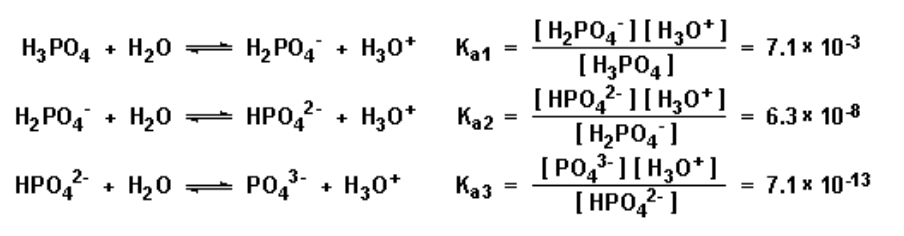 H₃PO₄ + H₂O ⇌ H₂PO₄⁻ + H₃O⁺ Kₐ₁ = [H₂PO₄⁻][H₃O⁺] / [H₃PO₄] = 7.1 × 10⁻³
H₂PO₄⁻ + H₂O ⇌ HPO₄²⁻ + H₃O⁺ Kₐ₂ = [HPO₄²⁻][H₃O⁺] / [H₂PO₄⁻] = 6.3 × 10⁻⁸
HPO₄²⁻ + H₂O ⇌ PO₄³⁻ + H₃O⁺ Kₐ₃ = [PO₄³⁻][H₃O⁺] / [HPO₄²⁻] = 7.1 × 10⁻¹³